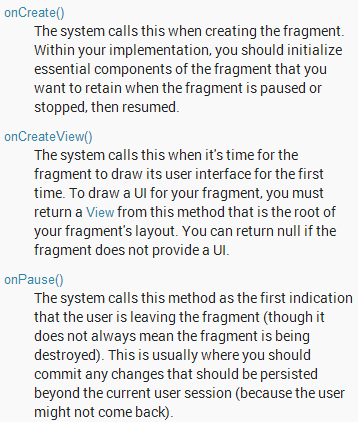 onCreate()
The system calls this when creating the fragment.
Within your implementation, you should initialize
essential components of the fragment that you
want to retain when the fragment is paused or
stopped, then resumed.
onCreateView()
The system calls this when it's time for the
fragment to draw its user interface for the first
time. To draw a UI for your fragment, you must
return a View from this method that is the root of
your fragment's layout. You can return null if the
fragment does not provide a UI.
onPause()
The system calls this method as the first indication
that the user is leaving the fragment (though it
does not always mean the fragment is being
destroyed). This is usually where you should
commit any changes that should be persisted
beyond the current user session (because the user
might not come back).